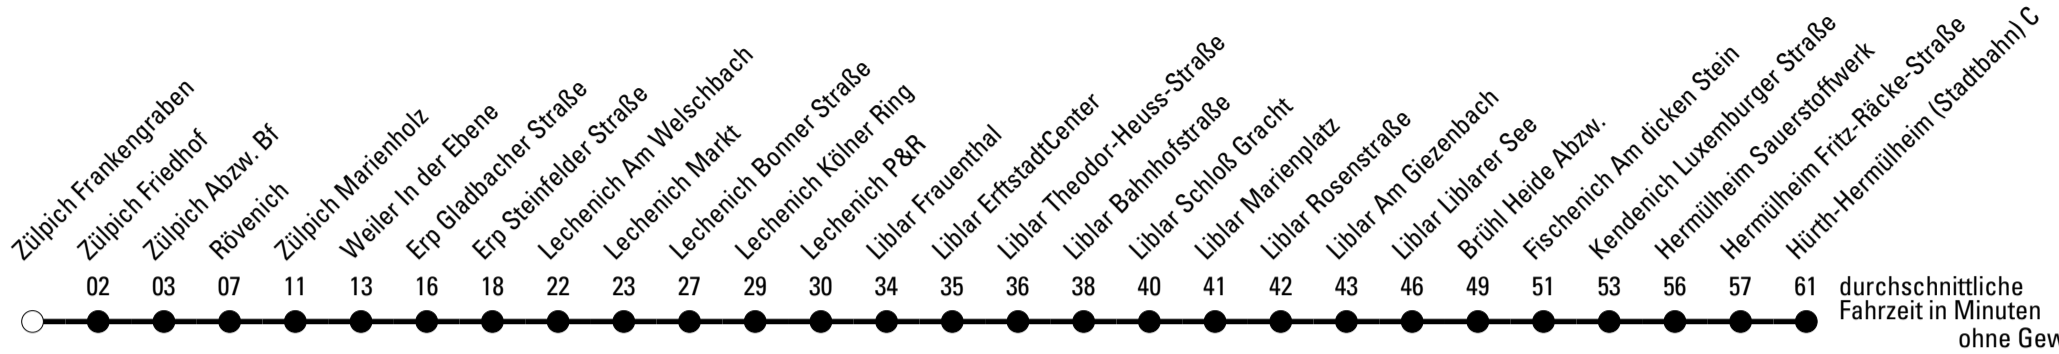 Zülpich Frankengraben
Zülpich Friedhof
Zülpich Abzw. Bf
Rövenich
Zülpich Marienholz
Weiler In der Ebene
Erp Gladbacher Straße
Erp Steinfelder Straße
Lechenich Am Welschbach
Lechenich Markt
Lechenich Bonner Straße
Lechenich Kölner Ring
Lechenich P&R
Liblar Frauenthal
Liblar ErftstadtCenter
Liblar Theodor-Heuss-Straße
Liblar Bahnhofstraße
Liblar Schloß Gracht
Liblar Marienplatz
Liblar Rosenstraße
Liblar Am Giezenbach
Liblar Liblarer See
Brühl Heide Abzw.
Fischenich Am dicken Stein
Kendenich Luxemburger Straße
Hermülheim Sauerstoffwerk
Hermülheim Fritz-Räcke-Straße
Hürth-Hermülheim (Stadtbahn) C
02 03 07 11 13 16 18 22 23 27 29 30 34 35 36 38 40 41 42 43 46 49 51 53 56 57 61
durchschnittliche
Fahrzeit in Minuten
ohne Gew